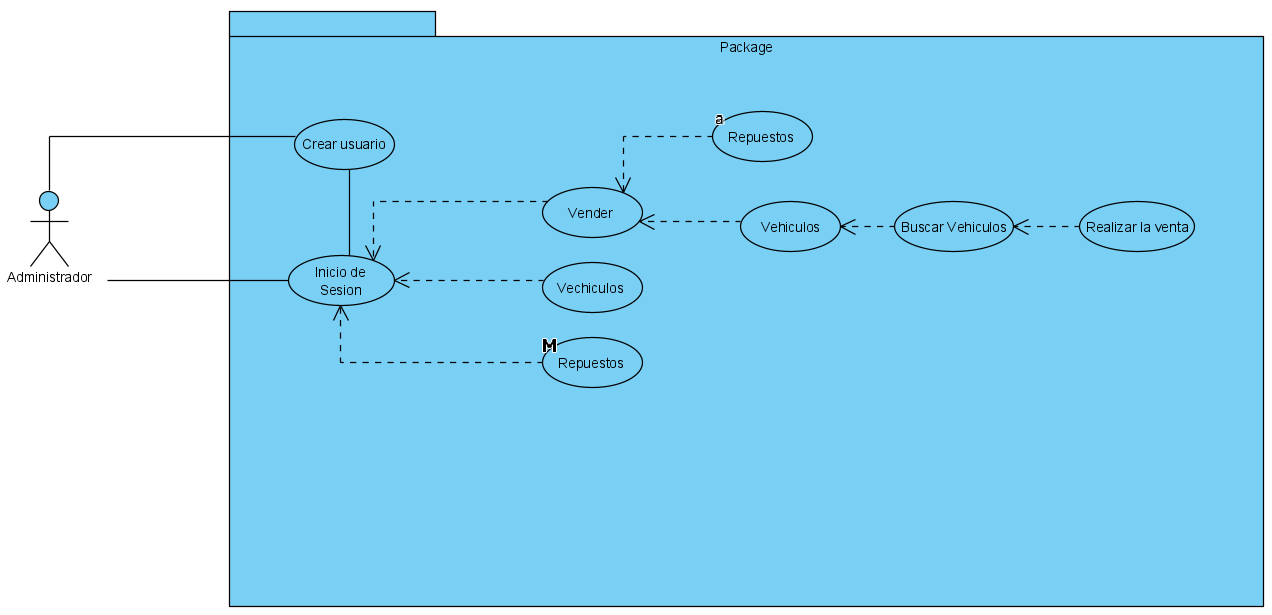 Package
Crear usuario
a
Repuestos
Vender
Vehiculos
Buscar Vehiculos
Realizar la venta
Administrador
Inicio de
Sesion
Vechiculos
M
Repuestos